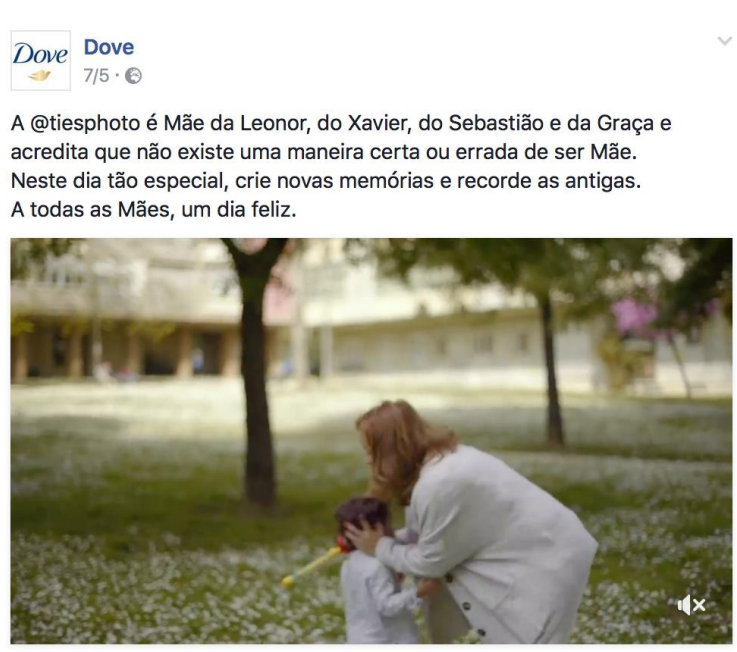 Dove
Dove
7/5 ·
A @tiesphoto é Mãe da Leonor, do Xavier, do Sebastião e da Graça e
acredita que não existe uma maneira certa ou errada de ser Mãe.
Neste dia tão especial, crie novas memórias e recorde as antigas.
A todas as Mães, um dia feliz.